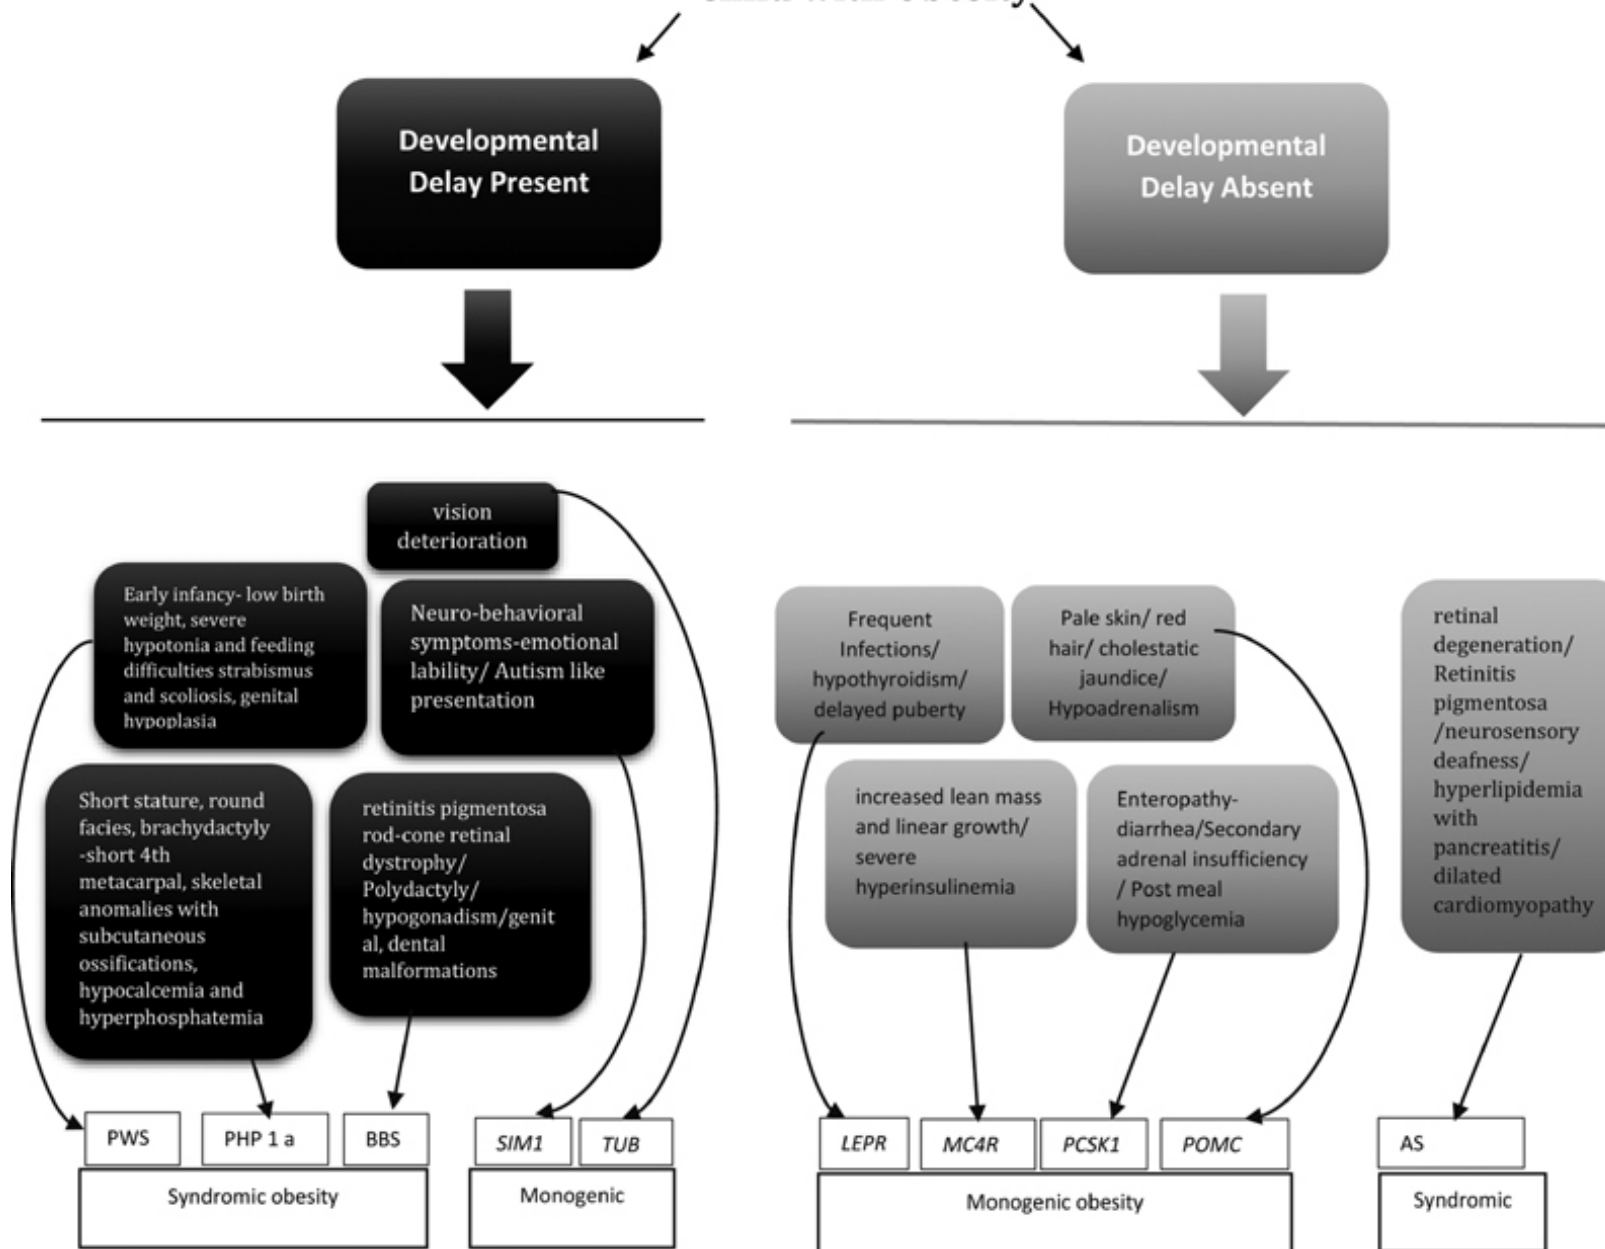 Child with Obesity
Developmental
Delay Present
Developmental
Delay Absent
vision
deterioration
Early infancy- low birth
weight, severe
hypotonia and feeding
difficulties strabismus
and scoliosis, genital
hypoplasia
Neuro-behavioral
symptoms-emotional
lability/ Autism like
presentation
Short stature, round
facies, brachydactyly
-short 4th
metacarpal, skeletal
anomalies with
subcutaneous
ossifications,
hypocalcemia and
hyperphosphatemia
retinitis pigmentosa
rod-cone retinal
dystrophy/
Polydactyly/
hypogonadism/genit
al, dental
malformations
Frequent
Infections/
hypothyroidism/
delayed puberty
Pale skin/ red
hair/ cholestatic
jaundice/
Hypoadrenalism
increased lean mass
and linear growth/
severe
hyperinsulinemia
Enteropathy-
diarrhea/Secondary
adrenal insufficiency
/ Post meal
hypoglycemia
retinal
degeneration/
Retinitis
pigmentosa
/neurosensory
deafness/
hyperlipidemia
with
pancreatitis/
dilated
cardiomyopathy
PWS
PHP 1 a
BBS
SIM1
TUB
LEPR
MC4R
PCSK1
POMC
AS
Syndromic obesity
Monogenic
Monogenic obesity
Syndromic